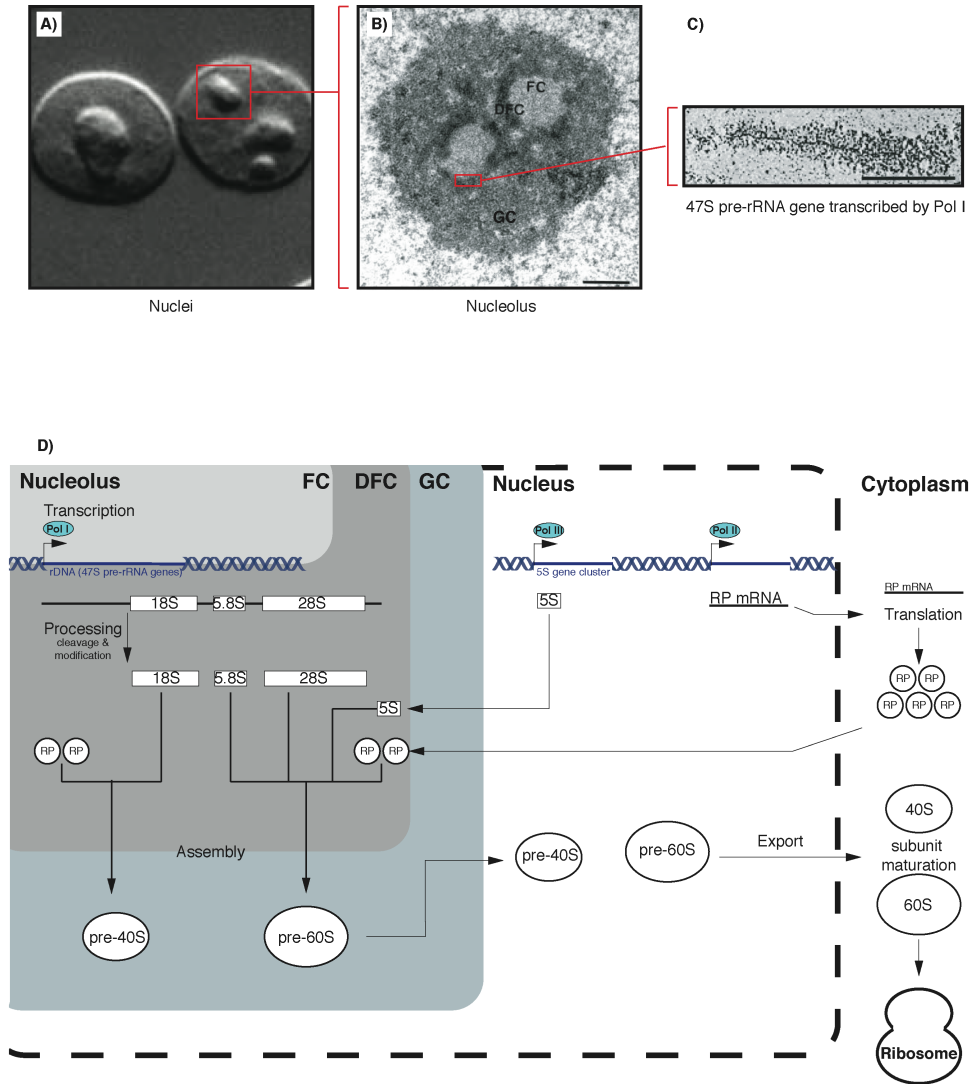 A)
B)
C)
FC
DFC
GC
47S pre-rRNA gene transcribed by Pol I
Nuclei
Nucleolus
D)
Nucleolus
FC
DFC
GC
Nucleus
Cytoplasm
Transcription
Pol I
Pol III
Pol II
rDNA (47S pre-rRNA genes)
5S gene cluster
18S
5.8S
28S
5S
RP mRNA
RP mRNA
Translation
Processing
cleavage &
modification
18S
5.8S
28S
RP
RP
RP
RP
RP
5S
RP
RP
RP
RP
Assembly
pre-40S
pre-60S
Export
40S
subunit
maturation
60S
pre-40S
pre-60S
Ribosome